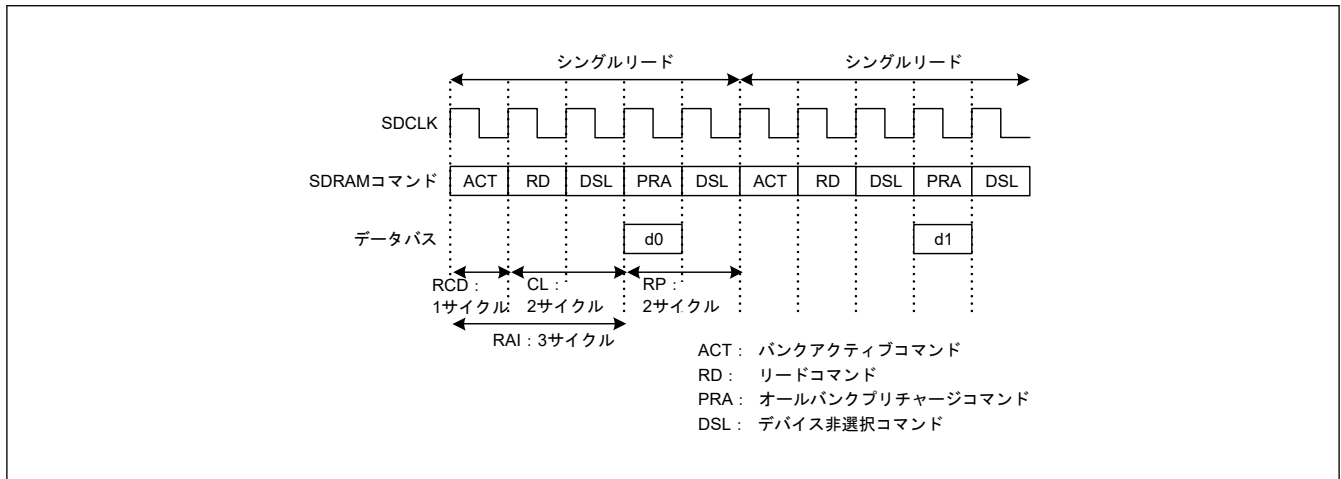 シングルリード シングルリード
SDCLK
SDRAMコマンド ACT RD DSL PRA DSL ACT RD DSL PRA DSL
データバス d0 d1
RCD： CL： RP：
1サイクル 2サイクル 2サイクル
RAI：3サイクル
ACT： バンクアクティブコマンド
RD： リードコマンド
PRA： オールバンクプリチャージコマンド
DSL： デバイス非選択コマンド